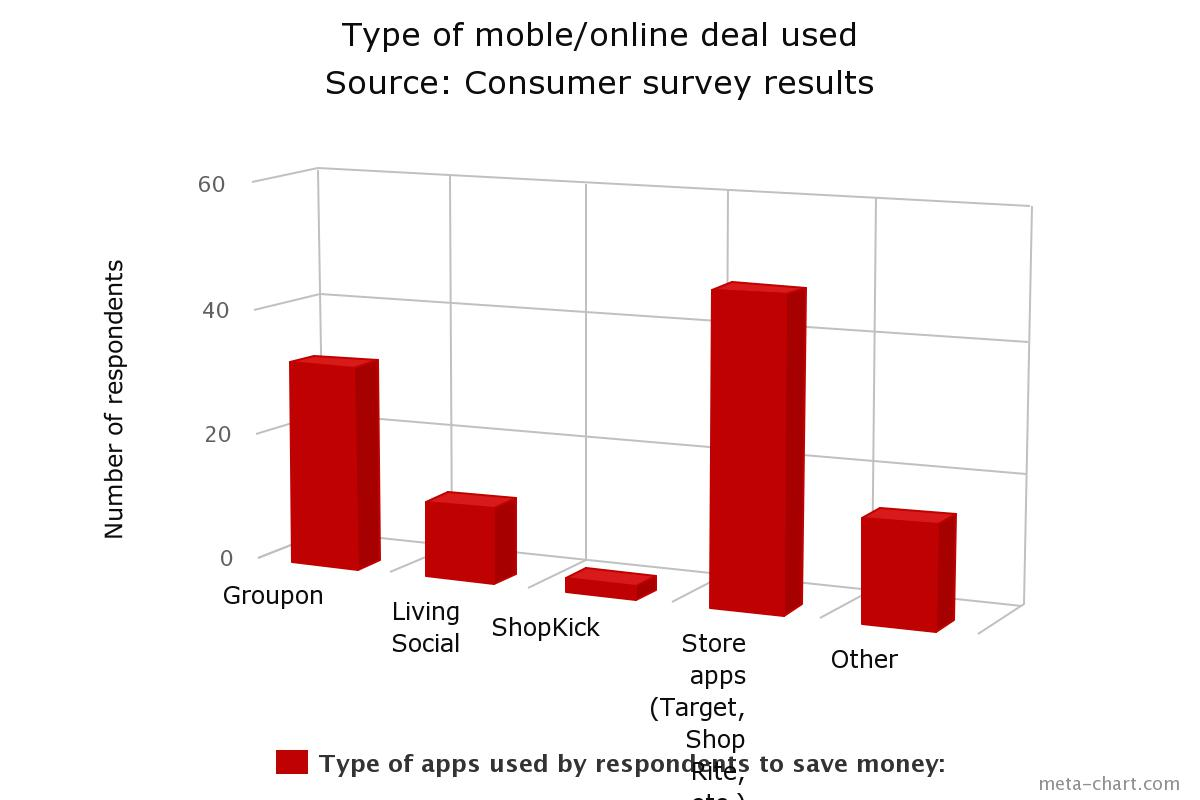 Type of moble/online deal used
Source: Consumer survey results
60
40
20
0
Number of respondents
Groupon
Living
Social
ShopKick
Store
apps
(Target,
Shop
Rite,
etc.)
Other
Type of apps used by respondents to save money:
meta-chart.com